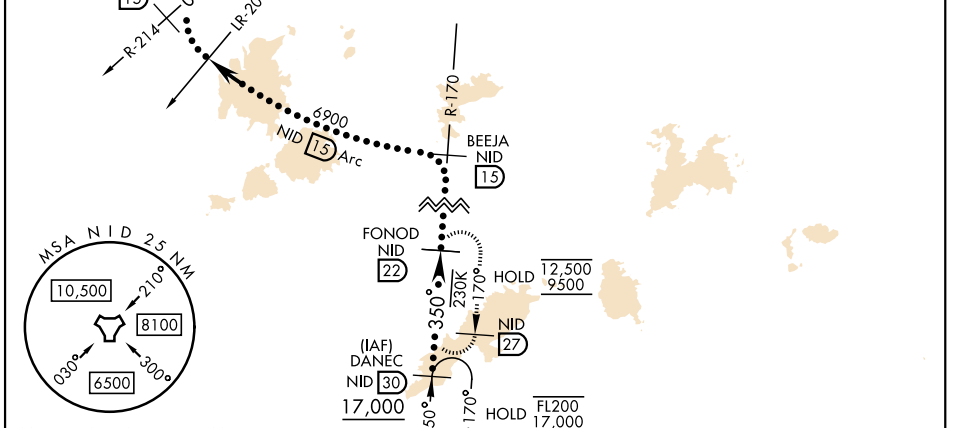 15
R-214
LR-20
R-170
6900
NID 15 Arc
BEEJA
NID
15
MSA NID 25 NM
10,500
210°
8100
030°
300°
6500
FONOD
NID
22
350°
230K
170°
HOLD
12,500
9500
NID
27
(IAF)
DANEC
NID 30
17,000
50°
170°
HOLD
FL200
17,000